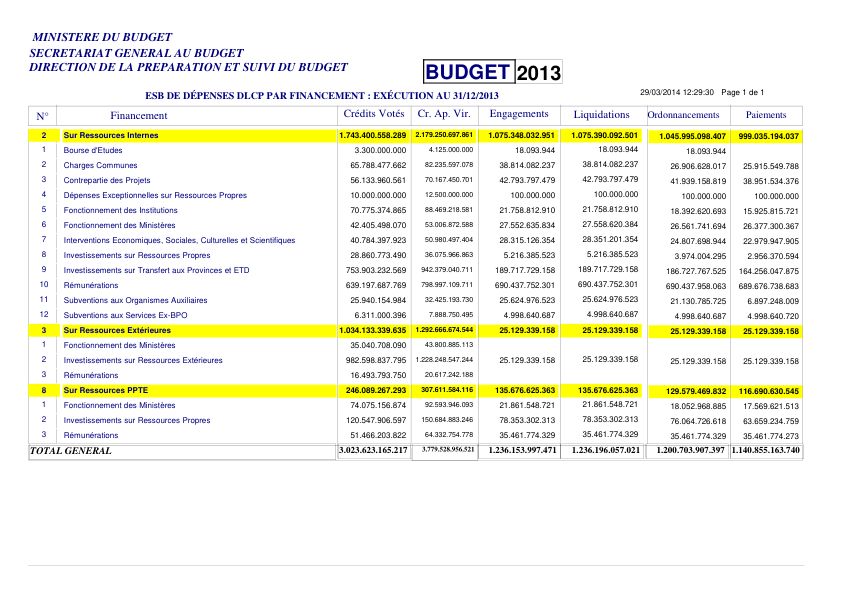 MINISTERE DU BUDGET
SECRETARIAT GENERAL AU BUDGET
DIRECTION DE LA PREPARATION ET SUIVI DU BUDGET
BUDGET 2013
29/03/2014 12:29:30 Page 1 de 1
ESB DE DÉPENSES DLCP PAR FINANCEMENT : EXÉCUTION AU 31/12/2013
N° Financement Crédits Votés Cr. Ap. Vir. Engagements Liquidations Ordonnancements Paiements
2 Sur Ressources Internes 1.743.400.558.289 2.179.250.697.861 1.075.348.032.951 1.075.390.092.501 1.045.995.098.407 999.035.194.037
1 Bourse d'Etudes 3.300.000.000 4.125.000.000 18.093.944 18.093.944 18.093.944
2 Charges Communes 65.788.477.662 82.235.597.078 38.814.082.237 38.814.082.237 26.906.628.017 25.915.549.788
3 Contrepartie des Projets 56.133.960.561 70.167.450.701 42.793.797.479 42.793.797.479 41.939.158.819 38.951.534.376
4 Dépenses Exceptionnelles sur Ressources Propres 10.000.000.000 12.500.000.000 100.000.000 100.000.000 100.000.000 100.000.000
5 Fonctionnement des Institutions 70.775.374.865 88.469.218.581 21.758.812.910 21.758.812.910 18.392.620.693 15.925.815.721
6 Fonctionnement des Ministères 42.405.498.070 53.006.872.588 27.552.635.834 27.558.620.384 26.561.741.694 26.377.300.367
7 Interventions Economiques, Sociales, Culturelles et Scientifiques 40.784.397.923 50.980.497.404 28.315.126.354 28.351.201.354 24.807.698.944 22.979.947.905
8 Investissements sur Ressources Propres 28.860.773.490 36.075.966.863 5.216.385.523 5.216.385.523 3.974.004.295 2.956.370.594
9 Investissements sur Transfert aux Provinces et ETD 753.903.232.569 942.379.040.711 189.717.729.158 189.717.729.158 186.727.767.525 164.256.047.875
10 Rémunérations 639.197.687.769 798.997.109.711 690.437.752.301 690.437.752.301 690.437.958.063 689.676.738.683
11 Subventions aux Organismes Auxiliaires 25.940.154.984 32.425.193.730 25.624.976.523 25.624.976.523 21.130.785.725 6.897.248.009
12 Subventions aux Services Ex-BPO 6.311.000.396 7.888.750.495 4.998.640.687 4.998.640.687 4.998.640.687 4.998.640.720
3 Sur Ressources Extérieures 1.034.133.339.635 1.292.666.674.544 25.129.339.158 25.129.339.158 25.129.339.158 25.129.339.158
1 Fonctionnement des Ministères 35.040.708.090 43.800.885.113
2 Investissements sur Ressources Extérieures 982.598.837.795 1.228.248.547.244 25.129.339.158 25.129.339.158 25.129.339.158 25.129.339.158
3 Rémunérations 16.493.793.750 20.617.242.188
8 Sur Ressources PPTE 246.089.267.293 307.611.584.116 135.676.625.363 135.676.625.363 129.579.469.832 116.690.630.545
1 Fonctionnement des Ministères 74.075.156.874 92.593.946.093 21.861.548.721 21.861.548.721 18.052.968.885 17.569.621.513
2 Investissements sur Ressources Propres 120.547.906.597 150.684.883.246 78.353.302.313 78.353.302.313 76.064.726.618 63.659.234.759
3 Rémunérations 51.466.203.822 64.332.754.778 35.461.774.329 35.461.774.329 35.461.774.329 35.461.774.273
TOTAL GENERAL 3.023.623.165.217 3.779.528.956.521 1.236.153.997.471 1.236.196.057.021 1.200.703.907.397 1.140.855.163.740